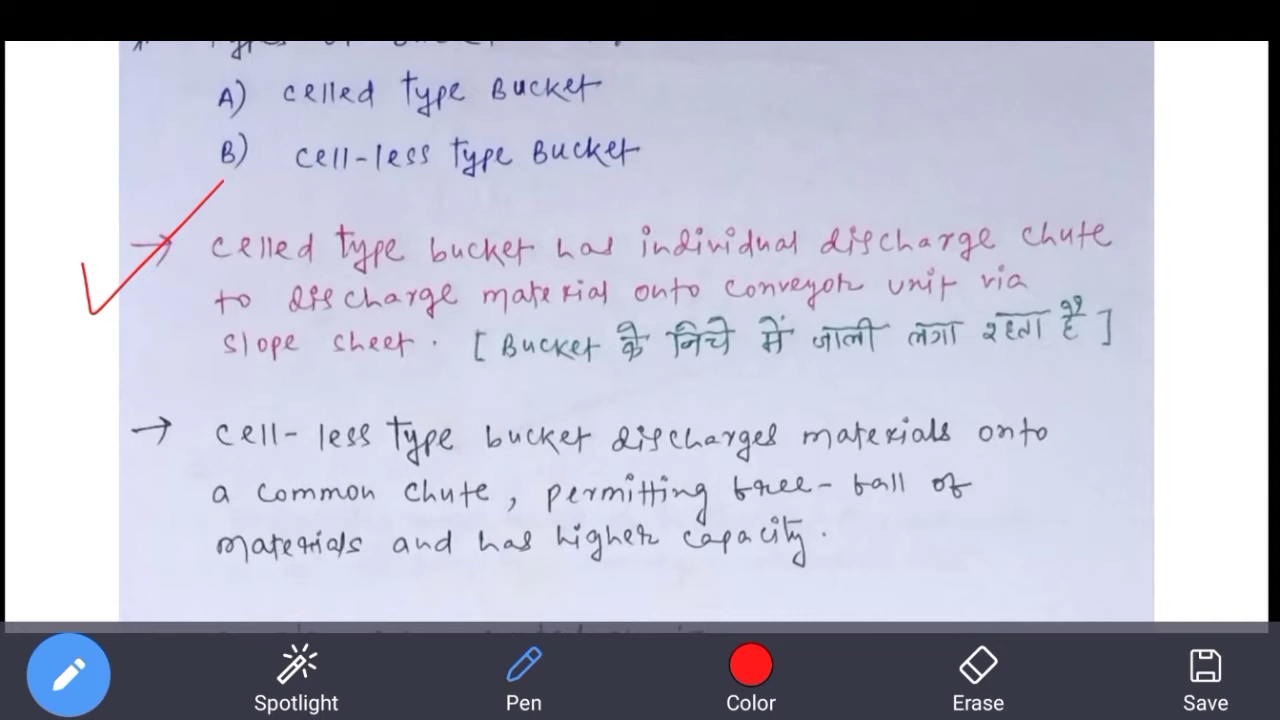 A) celled type Bucket
B) cell-less type Bucket
→ celled type bucket has individual discharge chute
to discharge material onto conveyor unit via
slope sheet. [Bucket के निचे में जाली लगा रहता है]
→ cell-less type bucket discharges materials onto
a common chute, permitting free-fall of
materials and has higher capacity.
Spotlight Pen Color Erase Save